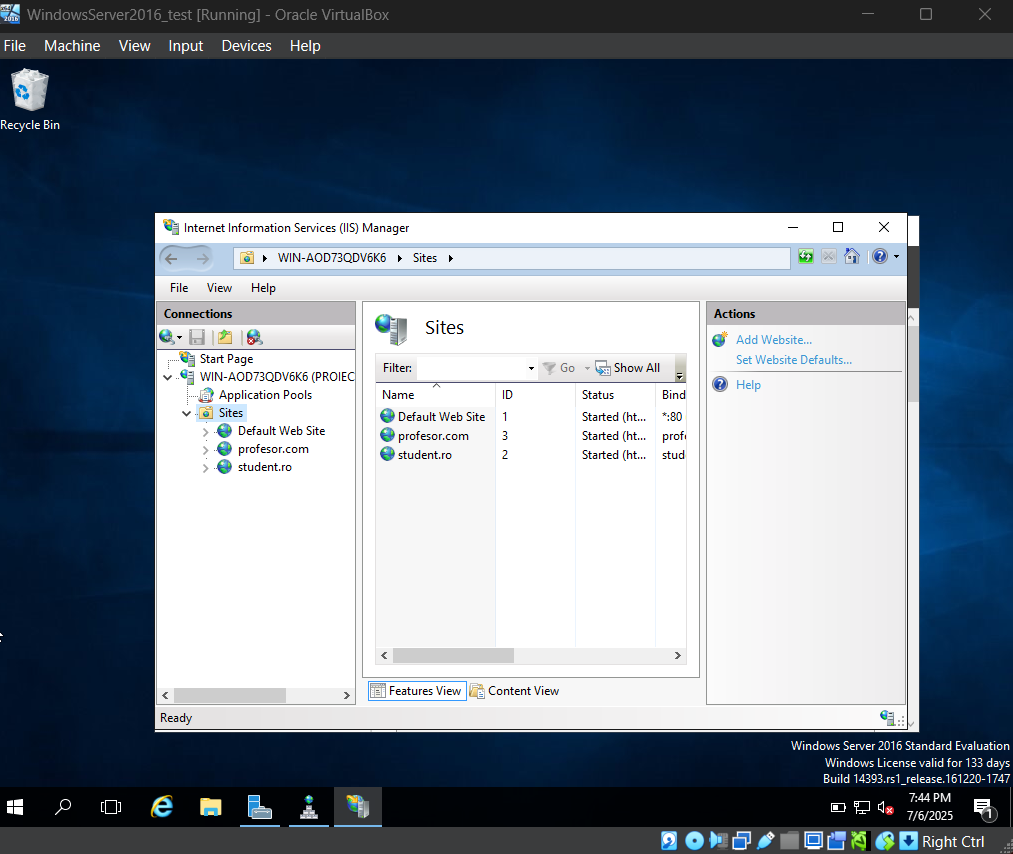 WindowsServer2016_test [Running] - Oracle VirtualBox
File Machine View Input Devices Help
Recycle Bin
Internet Information Services (IIS) Manager
WIN-AOD73QDV6K6 Sites
File View Help
Connections
Start Page
WIN-AOD73QDV6K6 (PROIEC
Application Pools
Sites
Default Web Site
profesor.com
student.ro
Sites
Filter: Go Show All
Name ID Status Bind
Default Web Site 1 Started (ht... *:80
profesor.com 3 Started (ht... profe
student.ro 2 Started (ht... stud
Features View Content View
Actions
Add Website...
Set Website Defaults...
Help
Ready
Windows Server 2016 Standard Evaluation
Windows License valid for 133 days
Build 14393.rs1_release.161220-1747
7:44 PM
7/6/2025
1
Right Ctrl